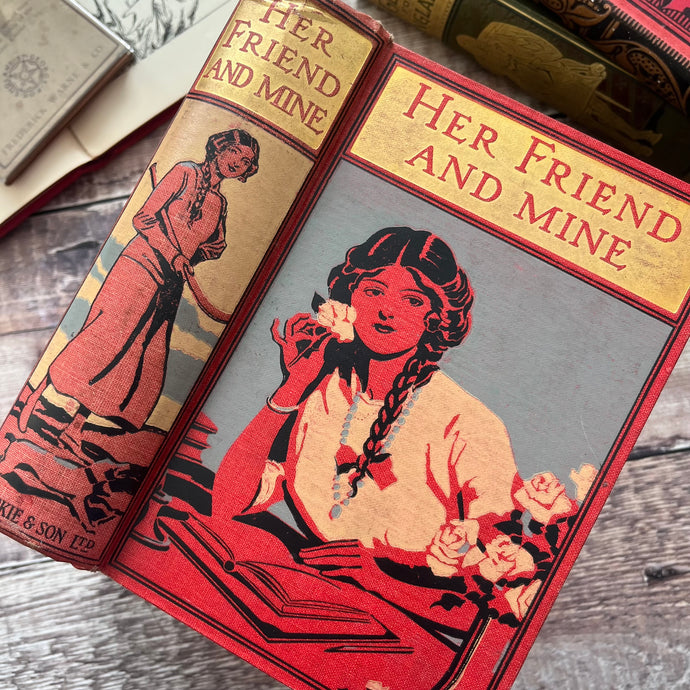 HER
FRIEND
AND MINE
KIE & SON LTD
HER FRIEND
AND MINE
FREDERICK WARNE & CO.